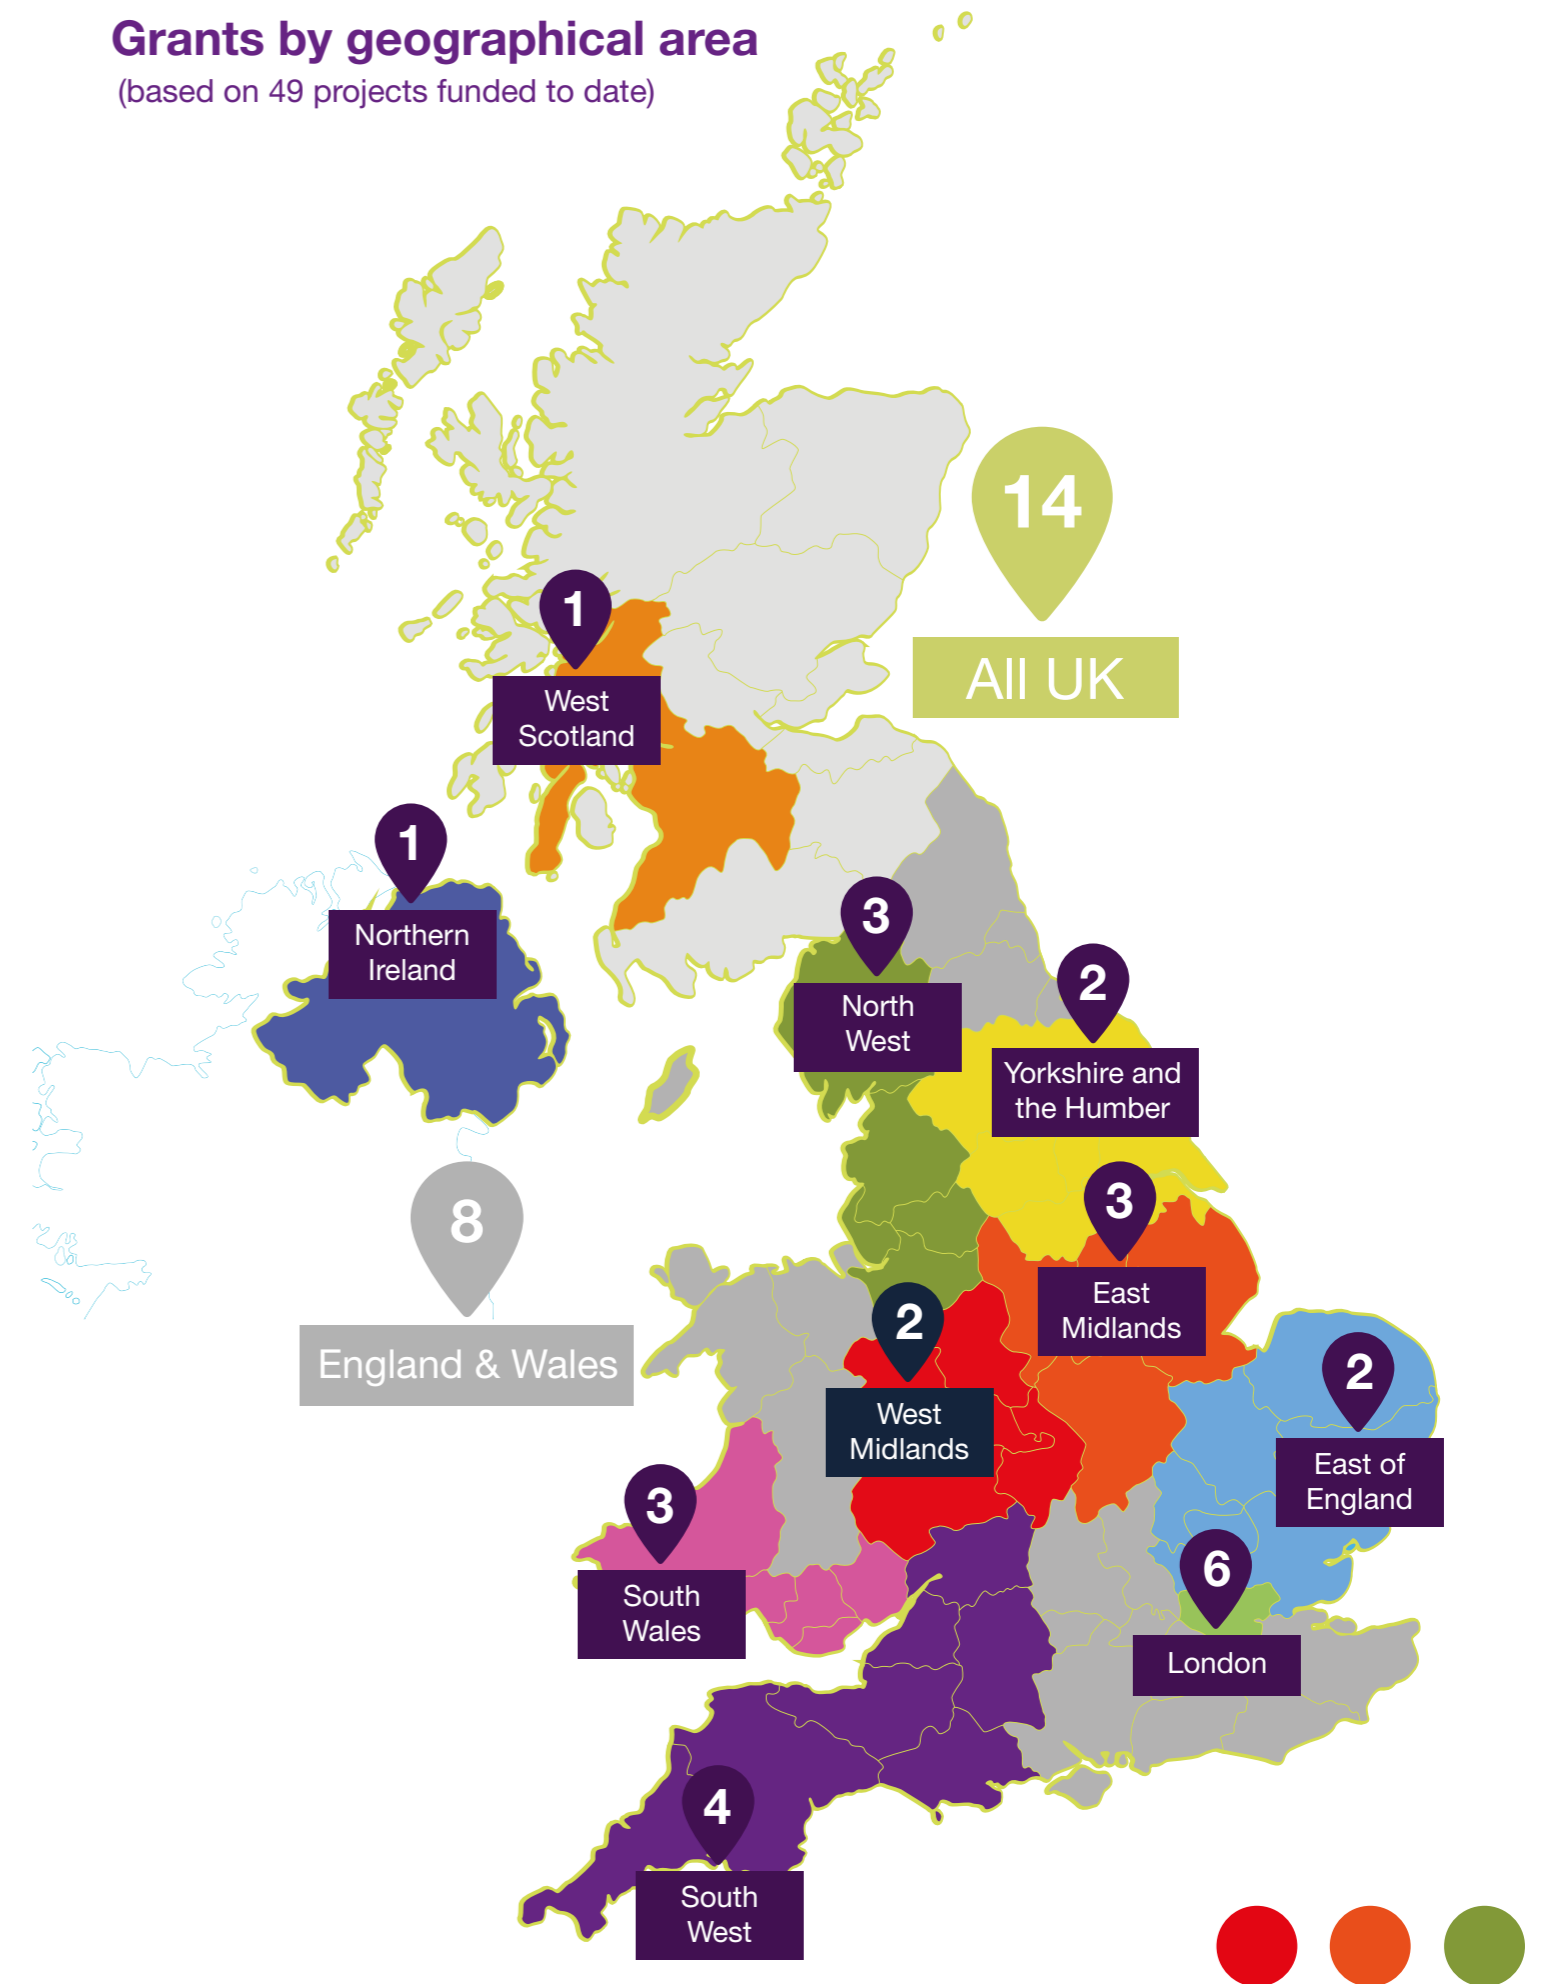 Grants by geographical area
(based on 49 projects funded to date)
14
All UK
1
West
Scotland
1
Northern
Ireland
3
North
West
2
Yorkshire and
the Humber
8
England & Wales
3
East
Midlands
2
West
Midlands
2
East of
England
3
South
Wales
6
London
4
South
West